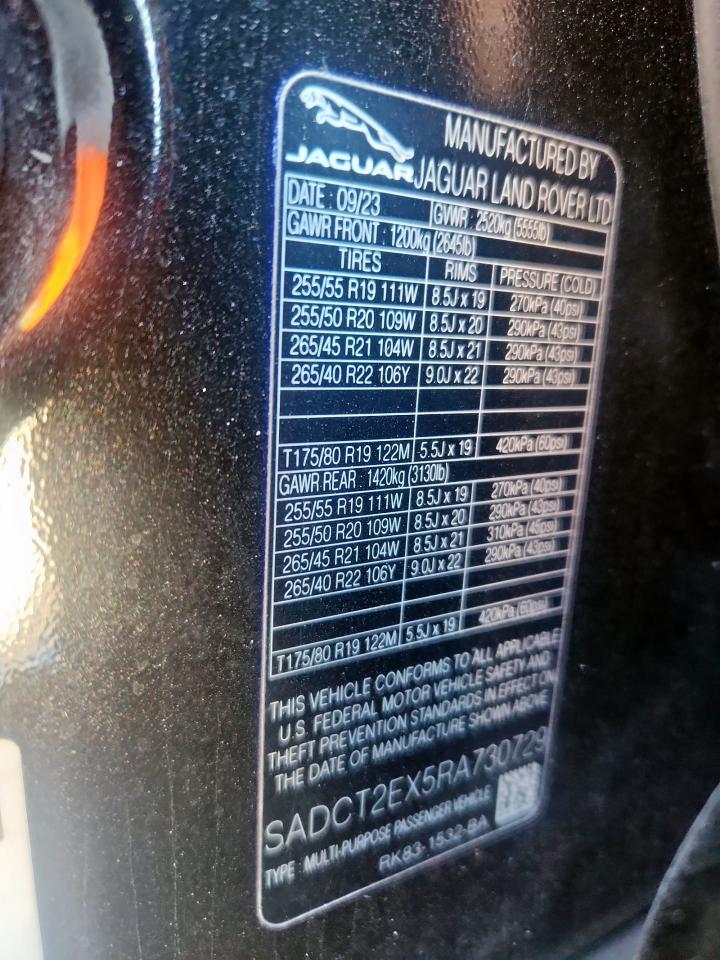 JAGUAR
MANUFACTURED BY
JAGUAR LAND ROVER LTD
DATE : 09/23 GVWR : 2520kg (5555lb)
GAWR FRONT : 1200kg (2645lb)
TIRES RIMS PRESSURE (COLD)
255/55 R19 111W 8.5J x 19 270kPa (40psi)
255/50 R20 109W 8.5J x 20 290kPa (43psi)
265/45 R21 104W 8.5J x 21 290kPa (43psi)
265/40 R22 106Y 9.0J x 22 290kPa (43psi)
T175/80 R19 122M 5.5J x 19 420kPa (60psi)
GAWR REAR : 1420kg (3130lb)
255/55 R19 111W 8.5J x 19 270kPa (40psi)
255/50 R20 109W 8.5J x 20 290kPa (43psi)
265/45 R21 104W 8.5J x 21 310kPa (45psi)
265/40 R22 106Y 9.0J x 22 290kPa (43psi)
T175/80 R19 122M 5.5J x 19 420kPa (60psi)
THIS VEHICLE CONFORMS TO ALL APPLICABLE
U.S. FEDERAL MOTOR VEHICLE SAFETY AND
THEFT PREVENTION STANDARDS IN EFFECT ON
THE DATE OF MANUFACTURE SHOWN ABOVE
SADCT2EX5RA730729
TYPE : MULTI-PURPOSE PASSENGER VEHICLE
RK83-1532-BA